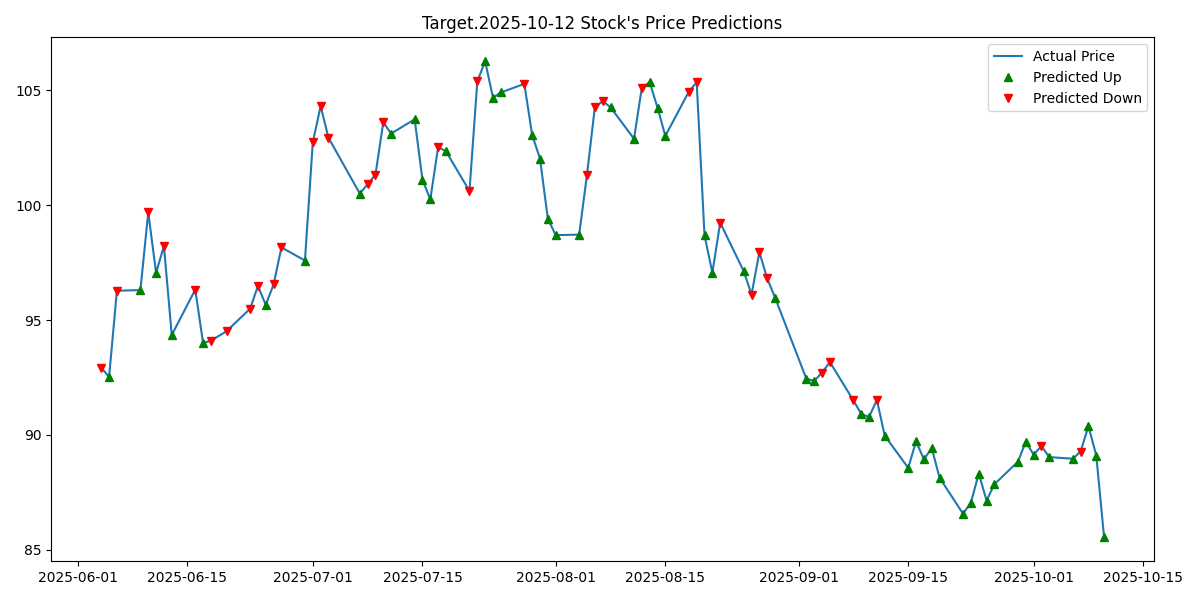 Target.2025-10-12 Stock's Price Predictions
Actual Price
Predicted Up
Predicted Down
105
100
95
90
85
2025-06-01 2025-06-15 2025-07-01 2025-07-15 2025-08-01 2025-08-15 2025-09-01 2025-09-15 2025-10-01 2025-10-15